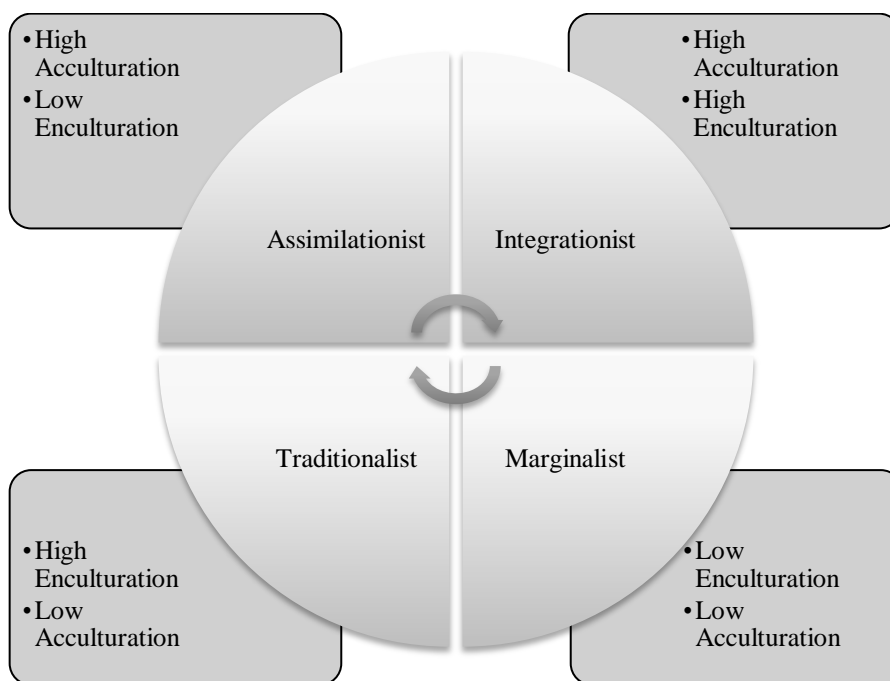 •High
Acculturation
•Low
Enculturation
•High
Acculturation
•High
Enculturation
Assimilationist
Integrationist
Traditionalist
Marginalist
•High
Enculturation
•Low
Acculturation
•Low
Enculturation
•Low
Acculturation